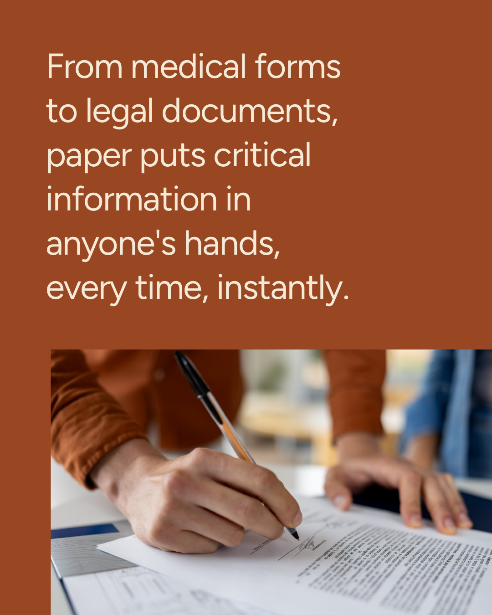 From medical forms
to legal documents,
paper puts critical
information in
anyone's hands,
every time, instantly.